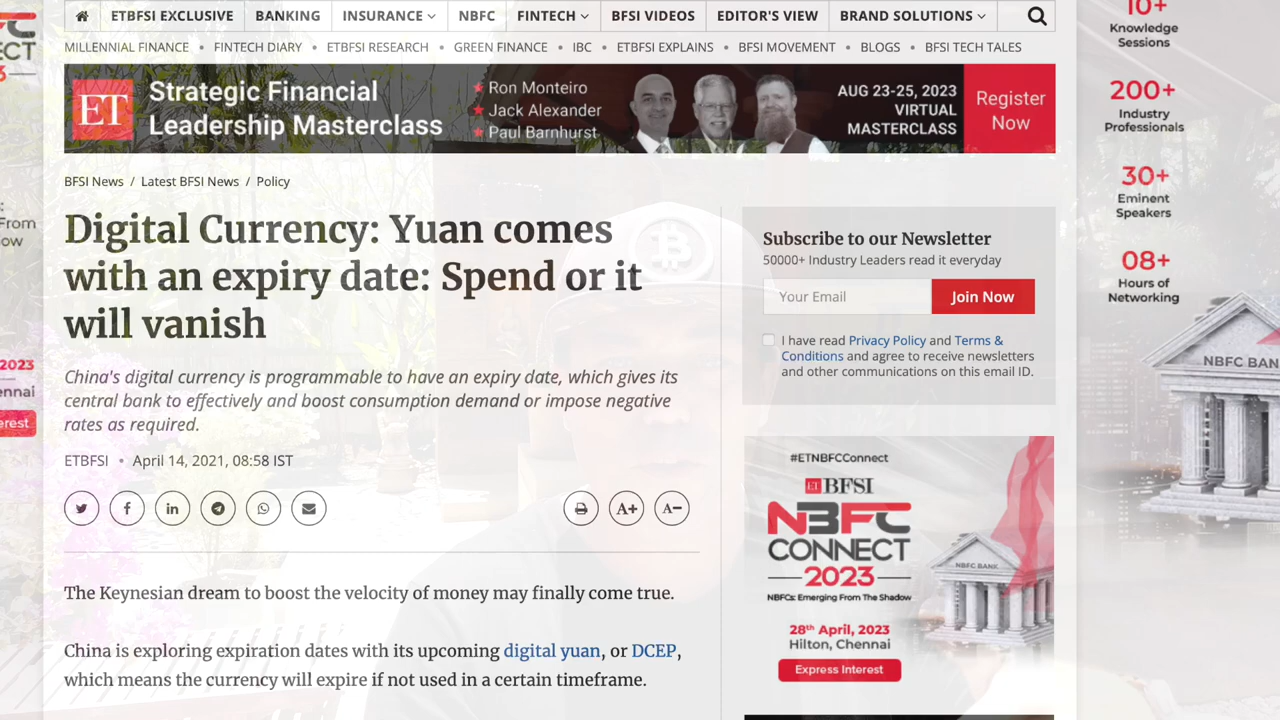 ETBFSI EXCLUSIVE
BANKING
INSURANCE
NBFC
FINTECH
BFSI VIDEOS
EDITOR'S VIEW
BRAND SOLUTIONS
MILLENNIAL FINANCE • FINTECH DIARY • ETBFSI RESEARCH • GREEN FINANCE • IBC • ETBFSI EXPLAINS • BFSI MOVEMENT • BLOGS • BFSI TECH TALES
ET
Strategic Financial
Leadership Masterclass
Ron Monteiro
Jack Alexander
Paul Barnhurst
AUG 23-25, 2023
VIRTUAL
MASTERCLASS
Register
Now
BFSI News / Latest BFSI News / Policy
Digital Currency: Yuan comes
with an expiry date: Spend or it
will vanish
China's digital currency is programmable to have an expiry date, which gives its
central bank to effectively and boost consumption demand or impose negative
rates as required.
ETBFSI • April 14, 2021, 08:58 IST
A+
A-
The Keynesian dream to boost the velocity of money may finally come true.
China is exploring expiration dates with its upcoming digital yuan, or DCEP,
which means the currency will expire if not used in a certain timeframe.
Subscribe to our Newsletter
50000+ Industry Leaders read it everyday
Your Email
Join Now
I have read Privacy Policy and Terms &
Conditions and agree to receive newsletters
and other communications on this email ID.
#ETNBFCConnect
ET BFSI
NBFC
CONNECT
2023
NBFCs: Emerging From The Shadow
NBFC BANK
28th April, 2023
Hilton, Chennai
Express Interest
10+
Knowledge
Sessions
200+
Industry
Professionals
30+
Eminent
Speakers
08+
Hours of
Networking
NBFC BAN
From
2023